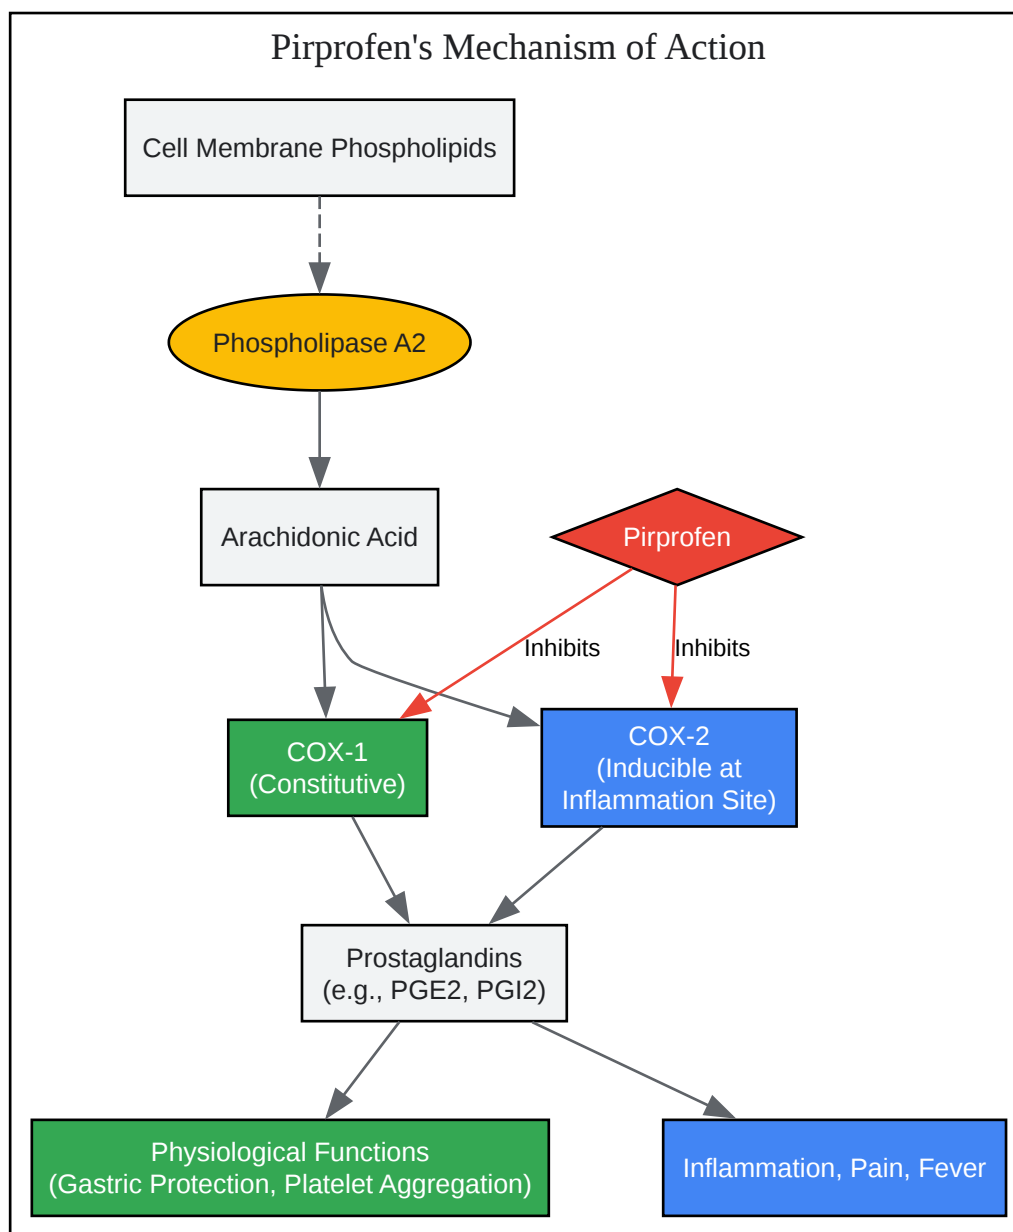 Pirprofen's Mechanism of Action
Cell Membrane Phospholipids
Phospholipase A2
Arachidonic Acid
Pirprofen
Inhibits
Inhibits
COX-1
(Constitutive)
COX-2
(Inducible at
Inflammation Site)
Prostaglandins
(e.g., PGE2, PGI2)
Physiological Functions
(Gastric Protection, Platelet Aggregation)
Inflammation, Pain, Fever